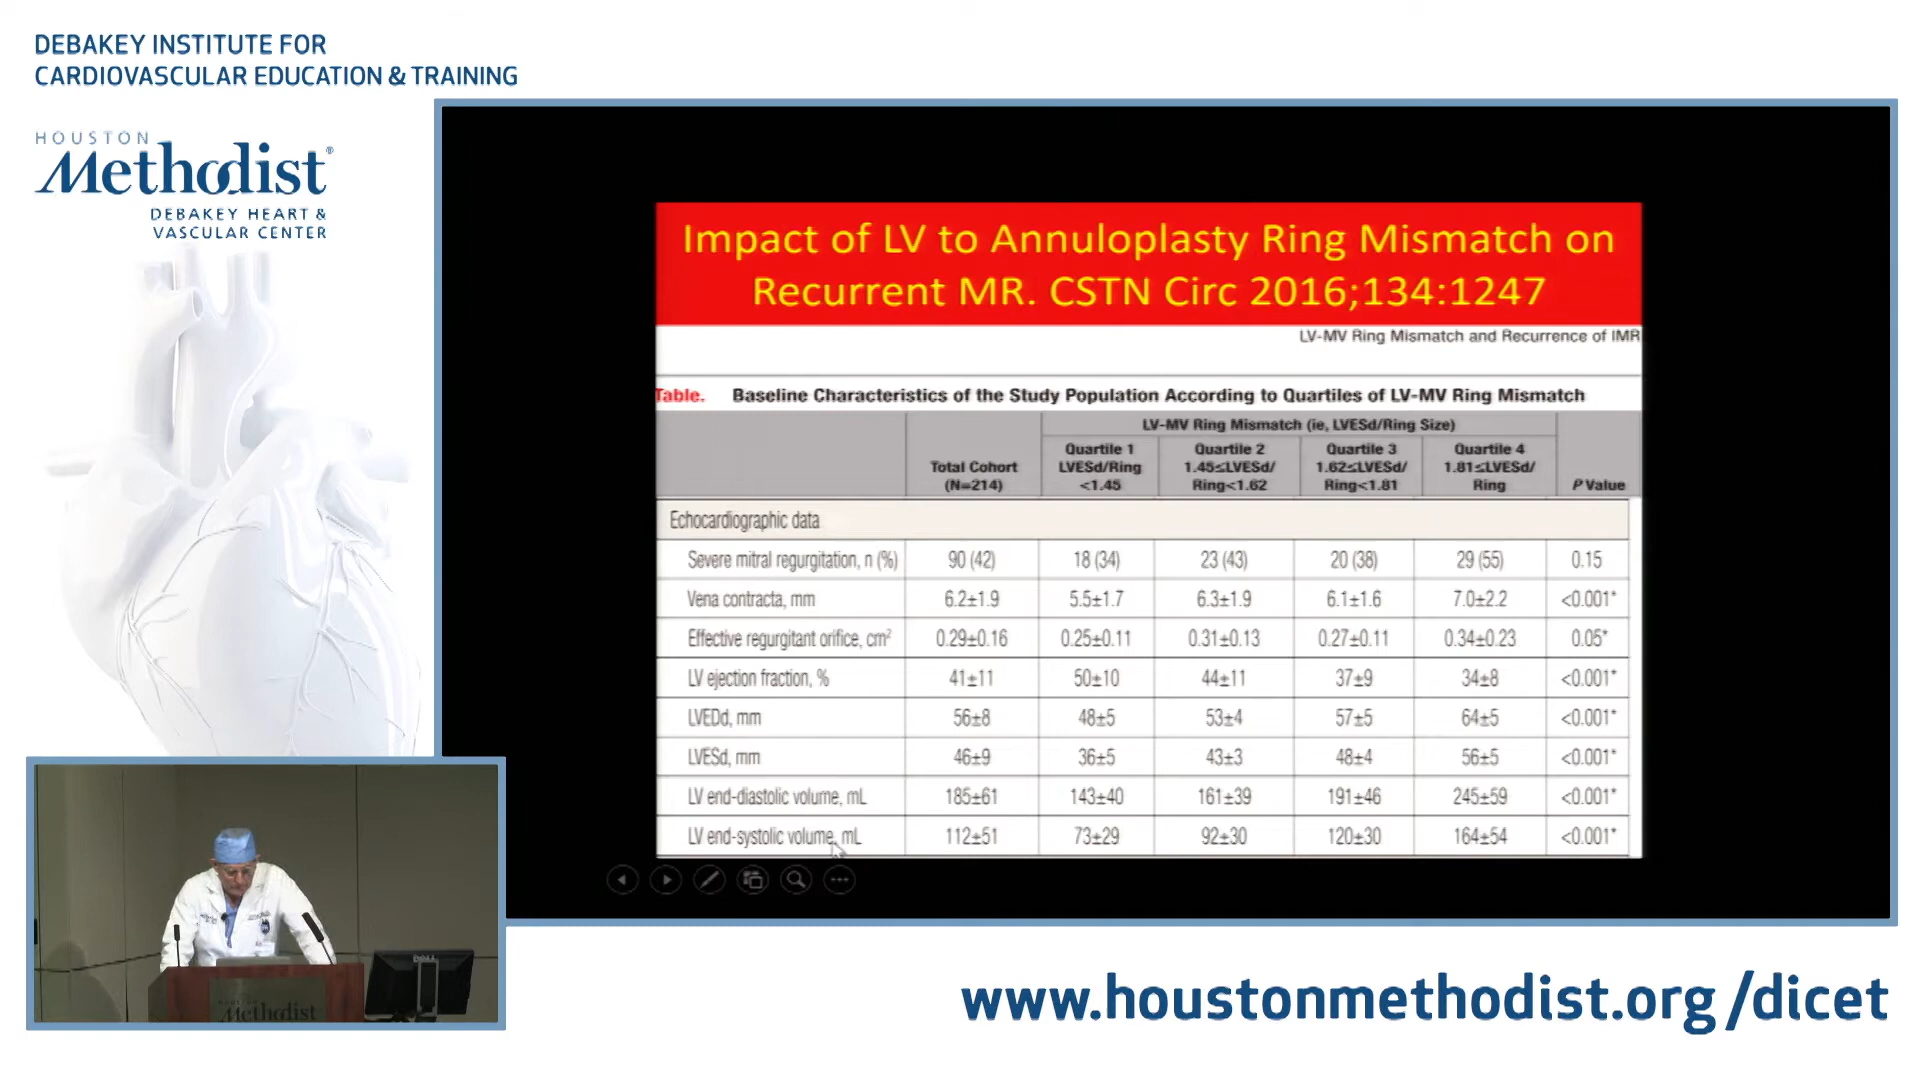 DEBAKEY INSTITUTE FOR
CARDIOVASCULAR EDUCATION & TRAINING
HOUSTON
Methodist®
DEBAKEY HEART &
VASCULAR CENTER
Impact of LV to Annuloplasty Ring Mismatch on
Recurrent MR. CSTN Circ 2016;134:1247
LV-MV Ring Mismatch and Recurrence of IMR
Table. Baseline Characteristics of the Study Population According to Quartiles of LV-MV Ring Mismatch
LV-MV Ring Mismatch (ie, LVESd/Ring Size)
Total Cohort
(N=214)
Quartile 1
LVESd/Ring
<1.45
Quartile 2
1.45≤LVESd/
Ring<1.62
Quartile 3
1.62≤LVESd/
Ring<1.81
Quartile 4
1.81≤LVESd/
Ring
P Value
Echocardiographic data
Severe mitral regurgitation, n (%) 90 (42) 18 (34) 23 (43) 20 (38) 29 (55) 0.15
Vena contracta, mm 6.2±1.9 5.5±1.7 6.3±1.9 6.1±1.6 7.0±2.2 <0.001*
Effective regurgitant orifice, cm² 0.29±0.16 0.25±0.11 0.31±0.13 0.27±0.11 0.34±0.23 0.05*
LV ejection fraction, % 41±11 50±10 44±11 37±9 34±8 <0.001*
LVEDd, mm 56±8 48±5 53±4 57±5 64±5 <0.001*
LVESd, mm 46±9 36±5 43±3 48±4 56±5 <0.001*
LV end-diastolic volume, mL 185±61 143±40 161±39 191±46 245±59 <0.001*
LV end-systolic volume, mL 112±51 73±29 92±30 120±30 164±54 <0.001*
DELL
Methodist
www.houstonmethodist.org/dicet